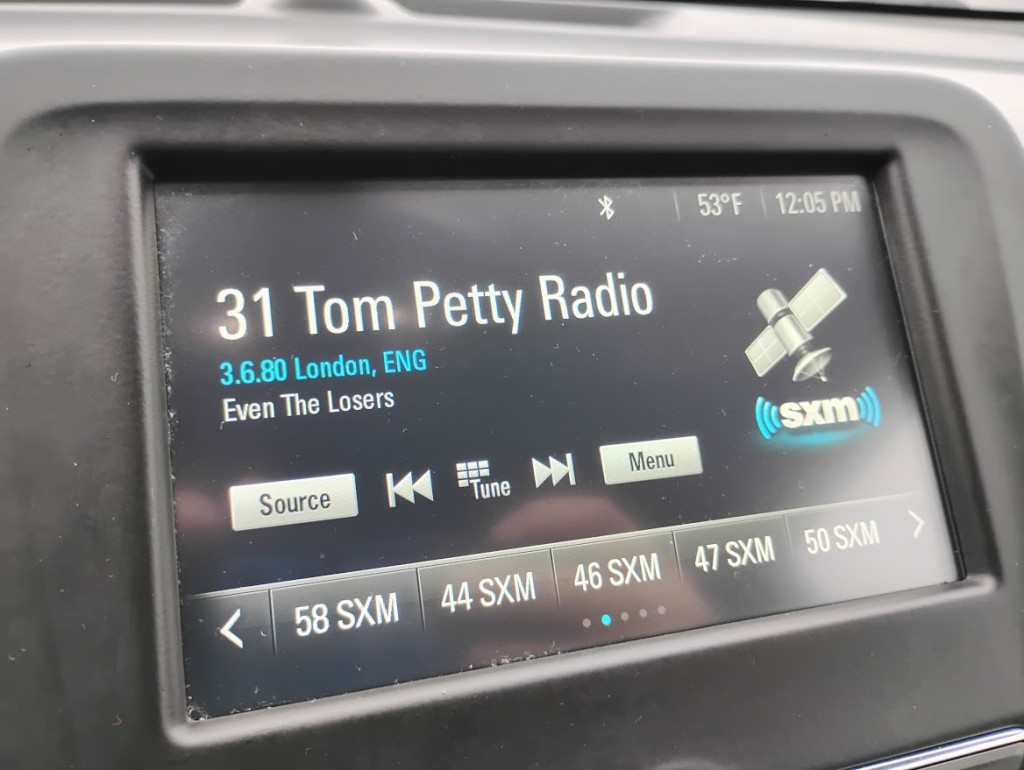 53°F 12:05 PM
31 Tom Petty Radio
3.6.80 London, ENG
Even The Losers
sxm
Source Tune Menu
58 SXM 44 SXM 46 SXM 47 SXM 50 SXM